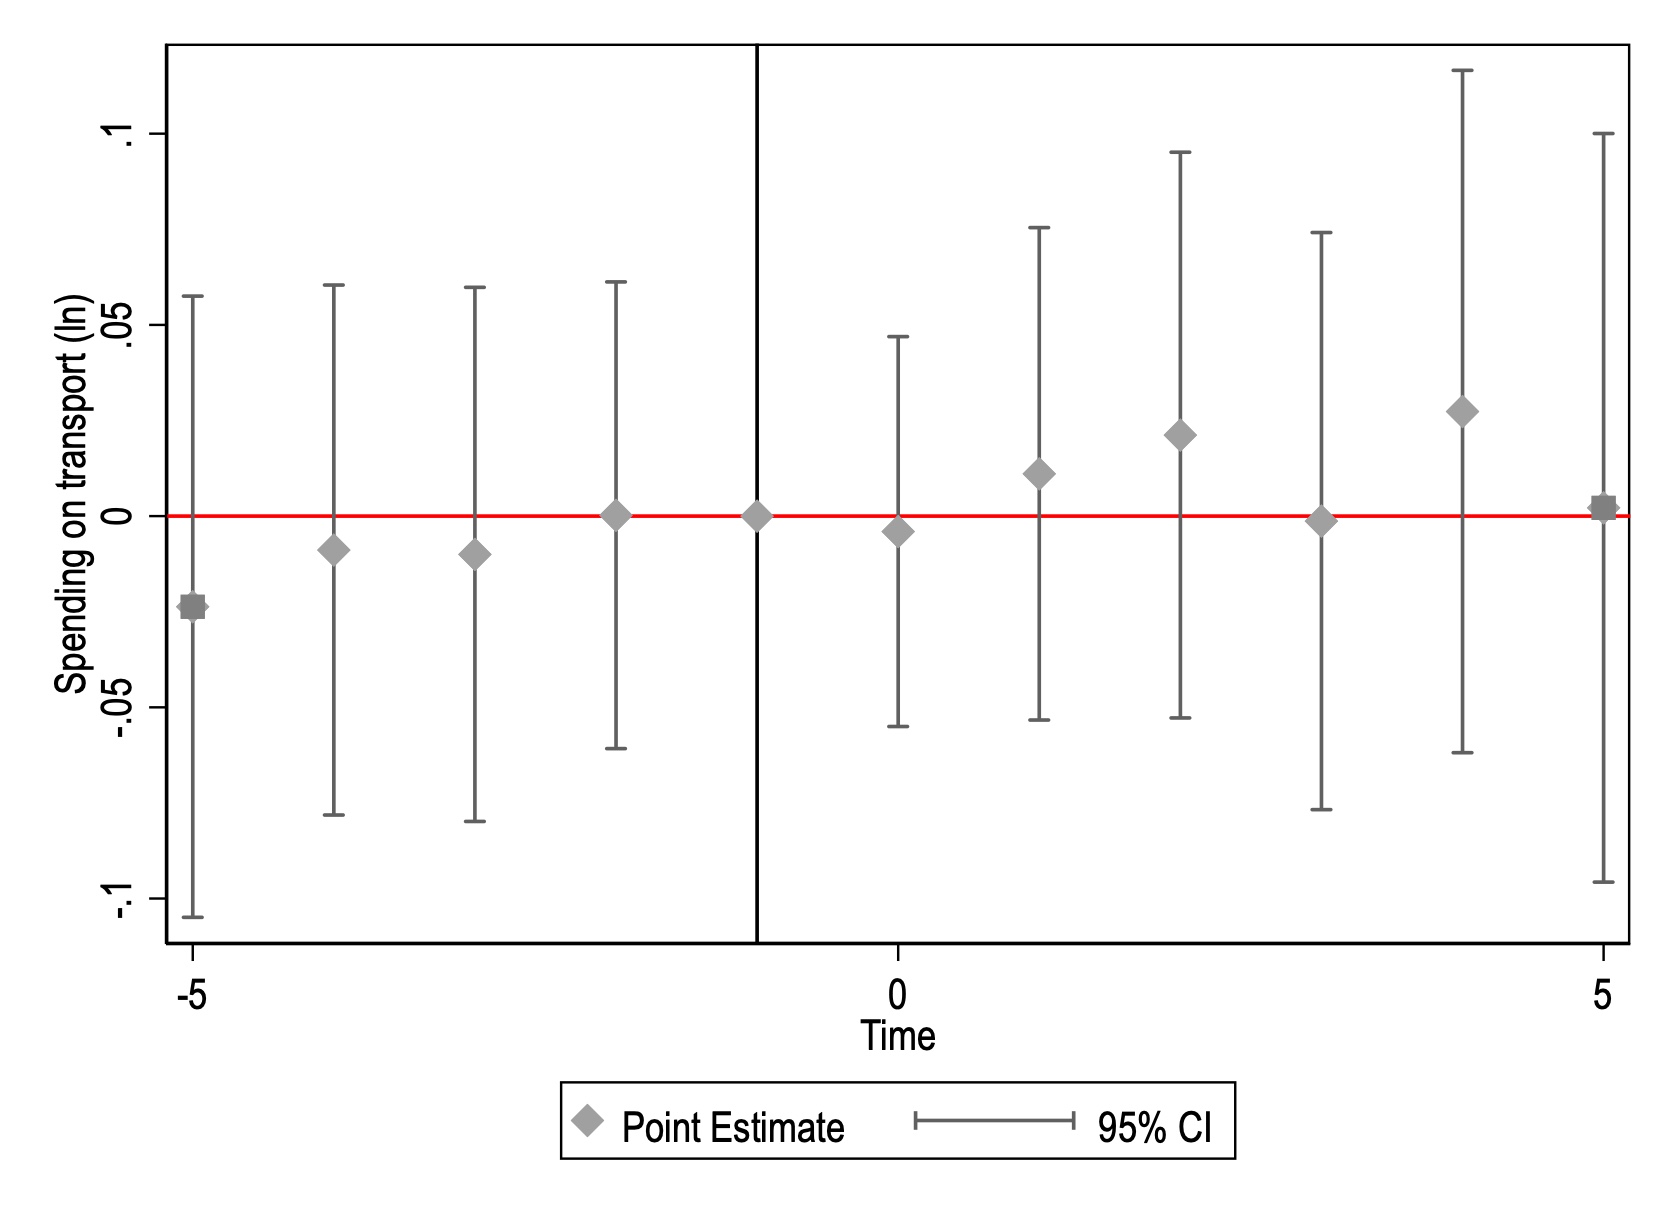 Spending on transport (ln)
.1
.05
0
-.05
-.1
-5 0 5
Time
Point Estimate 95% CI